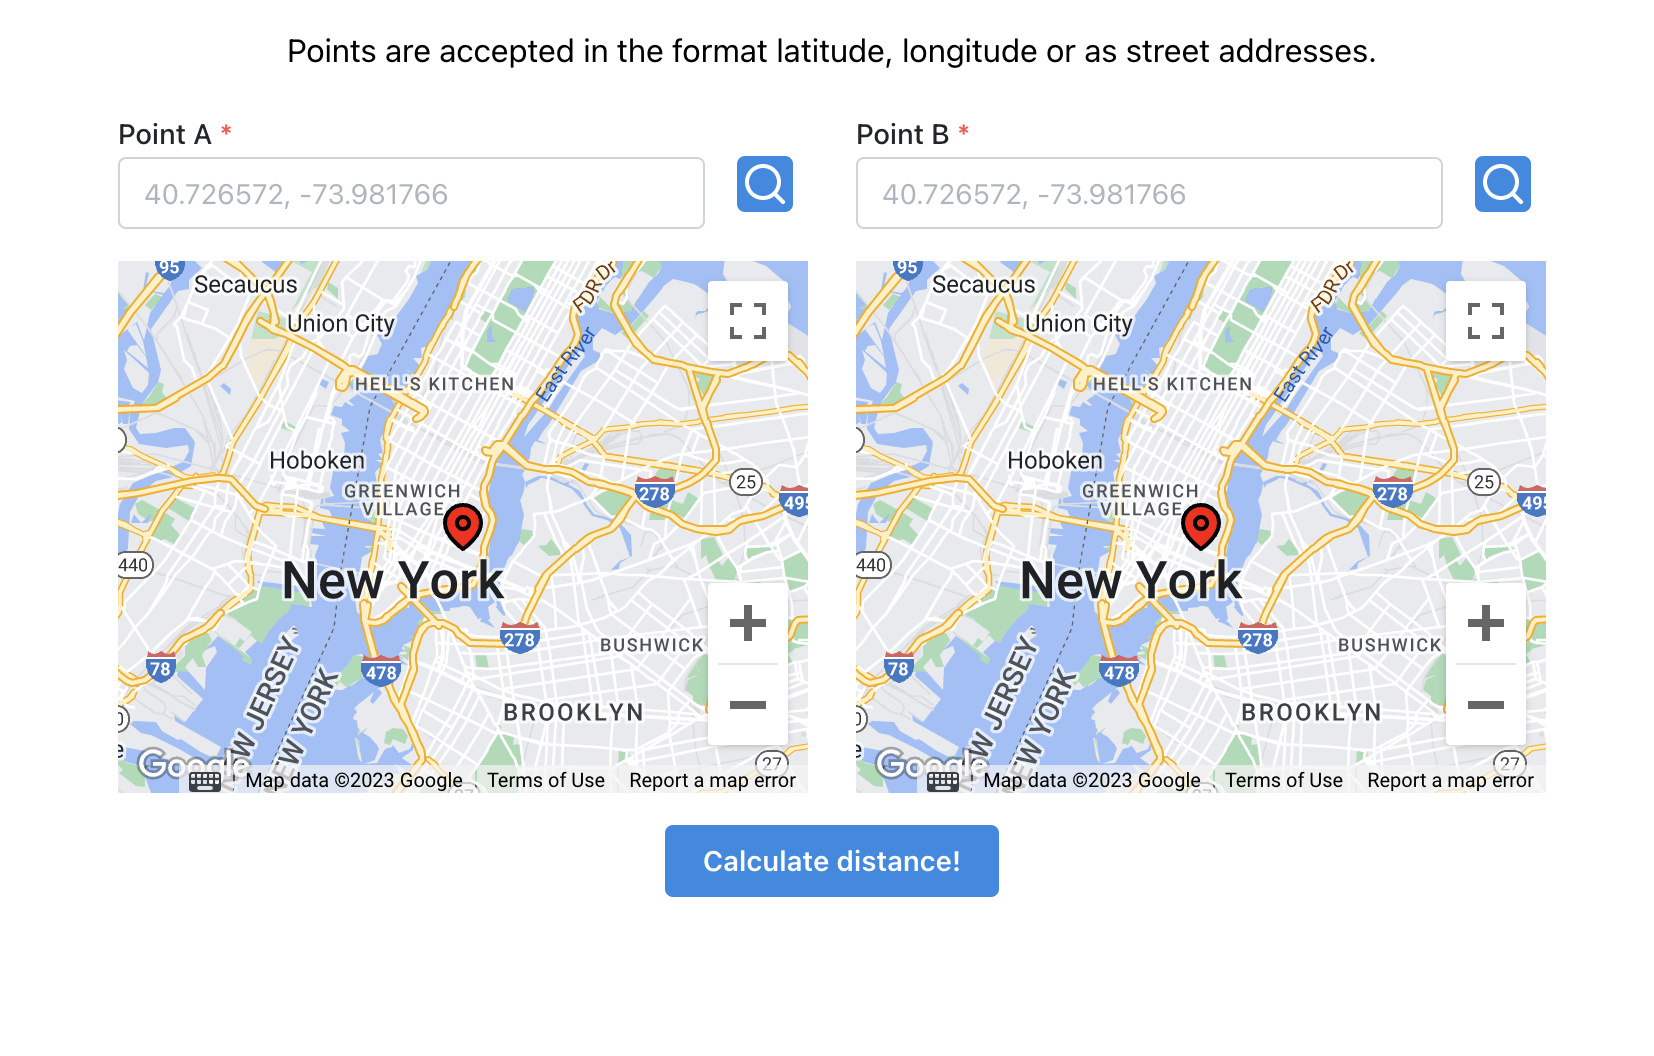 Points are accepted in the format latitude, longitude or as street addresses.
Point A *
40.726572, -73.981766
95
Secaucus
Union City
FDR Dr
East River
HELL'S KITCHEN
Hoboken
GREENWICH
VILLAGE
25
278
495
440
New York
278
BUSHWICK
78
478
NEW JERSEY
NEW YORK
BROOKLYN
27
Google
Map data ©2023 Google
Terms of Use
Report a map error
Point B *
40.726572, -73.981766
95
Secaucus
Union City
FDR Dr
East River
HELL'S KITCHEN
Hoboken
GREENWICH
VILLAGE
25
278
495
440
New York
278
BUSHWICK
78
478
NEW JERSEY
NEW YORK
BROOKLYN
27
Google
Map data ©2023 Google
Terms of Use
Report a map error
Calculate distance!